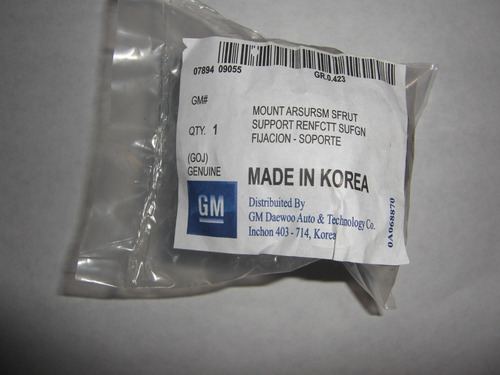 07894 09055
GR.0.423
GM#
MOUNT ARSURSM SFRUT
SUPPORT RENFCTT SUFGN
FIJACION - SOPORTE
QTY. 1
(GOJ)
GENUINE
MADE IN KOREA
GM
Distributed By
GM Daewoo Auto & Technology Co.
Inchon 403 - 714, Korea
0A068870